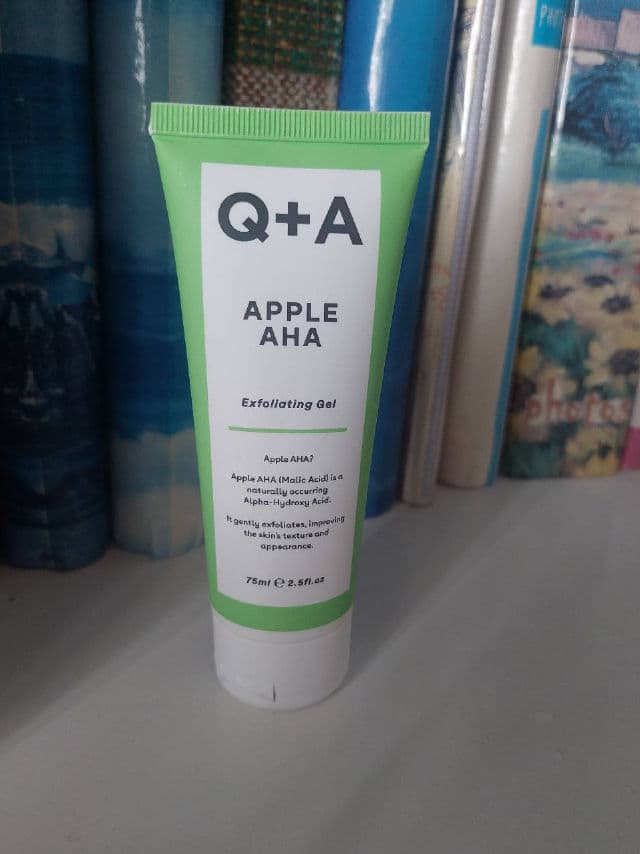 Q+A
APPLE
AHA
Exfoliating Gel
Apple AHA?
Apple AHA (Malic Acid) is a
naturally occurring
Alpha-Hydroxy Acid.
It gently exfoliates, improving
the skin's texture and
appearance.
75ml ℮ 2.5fl.oz
photos